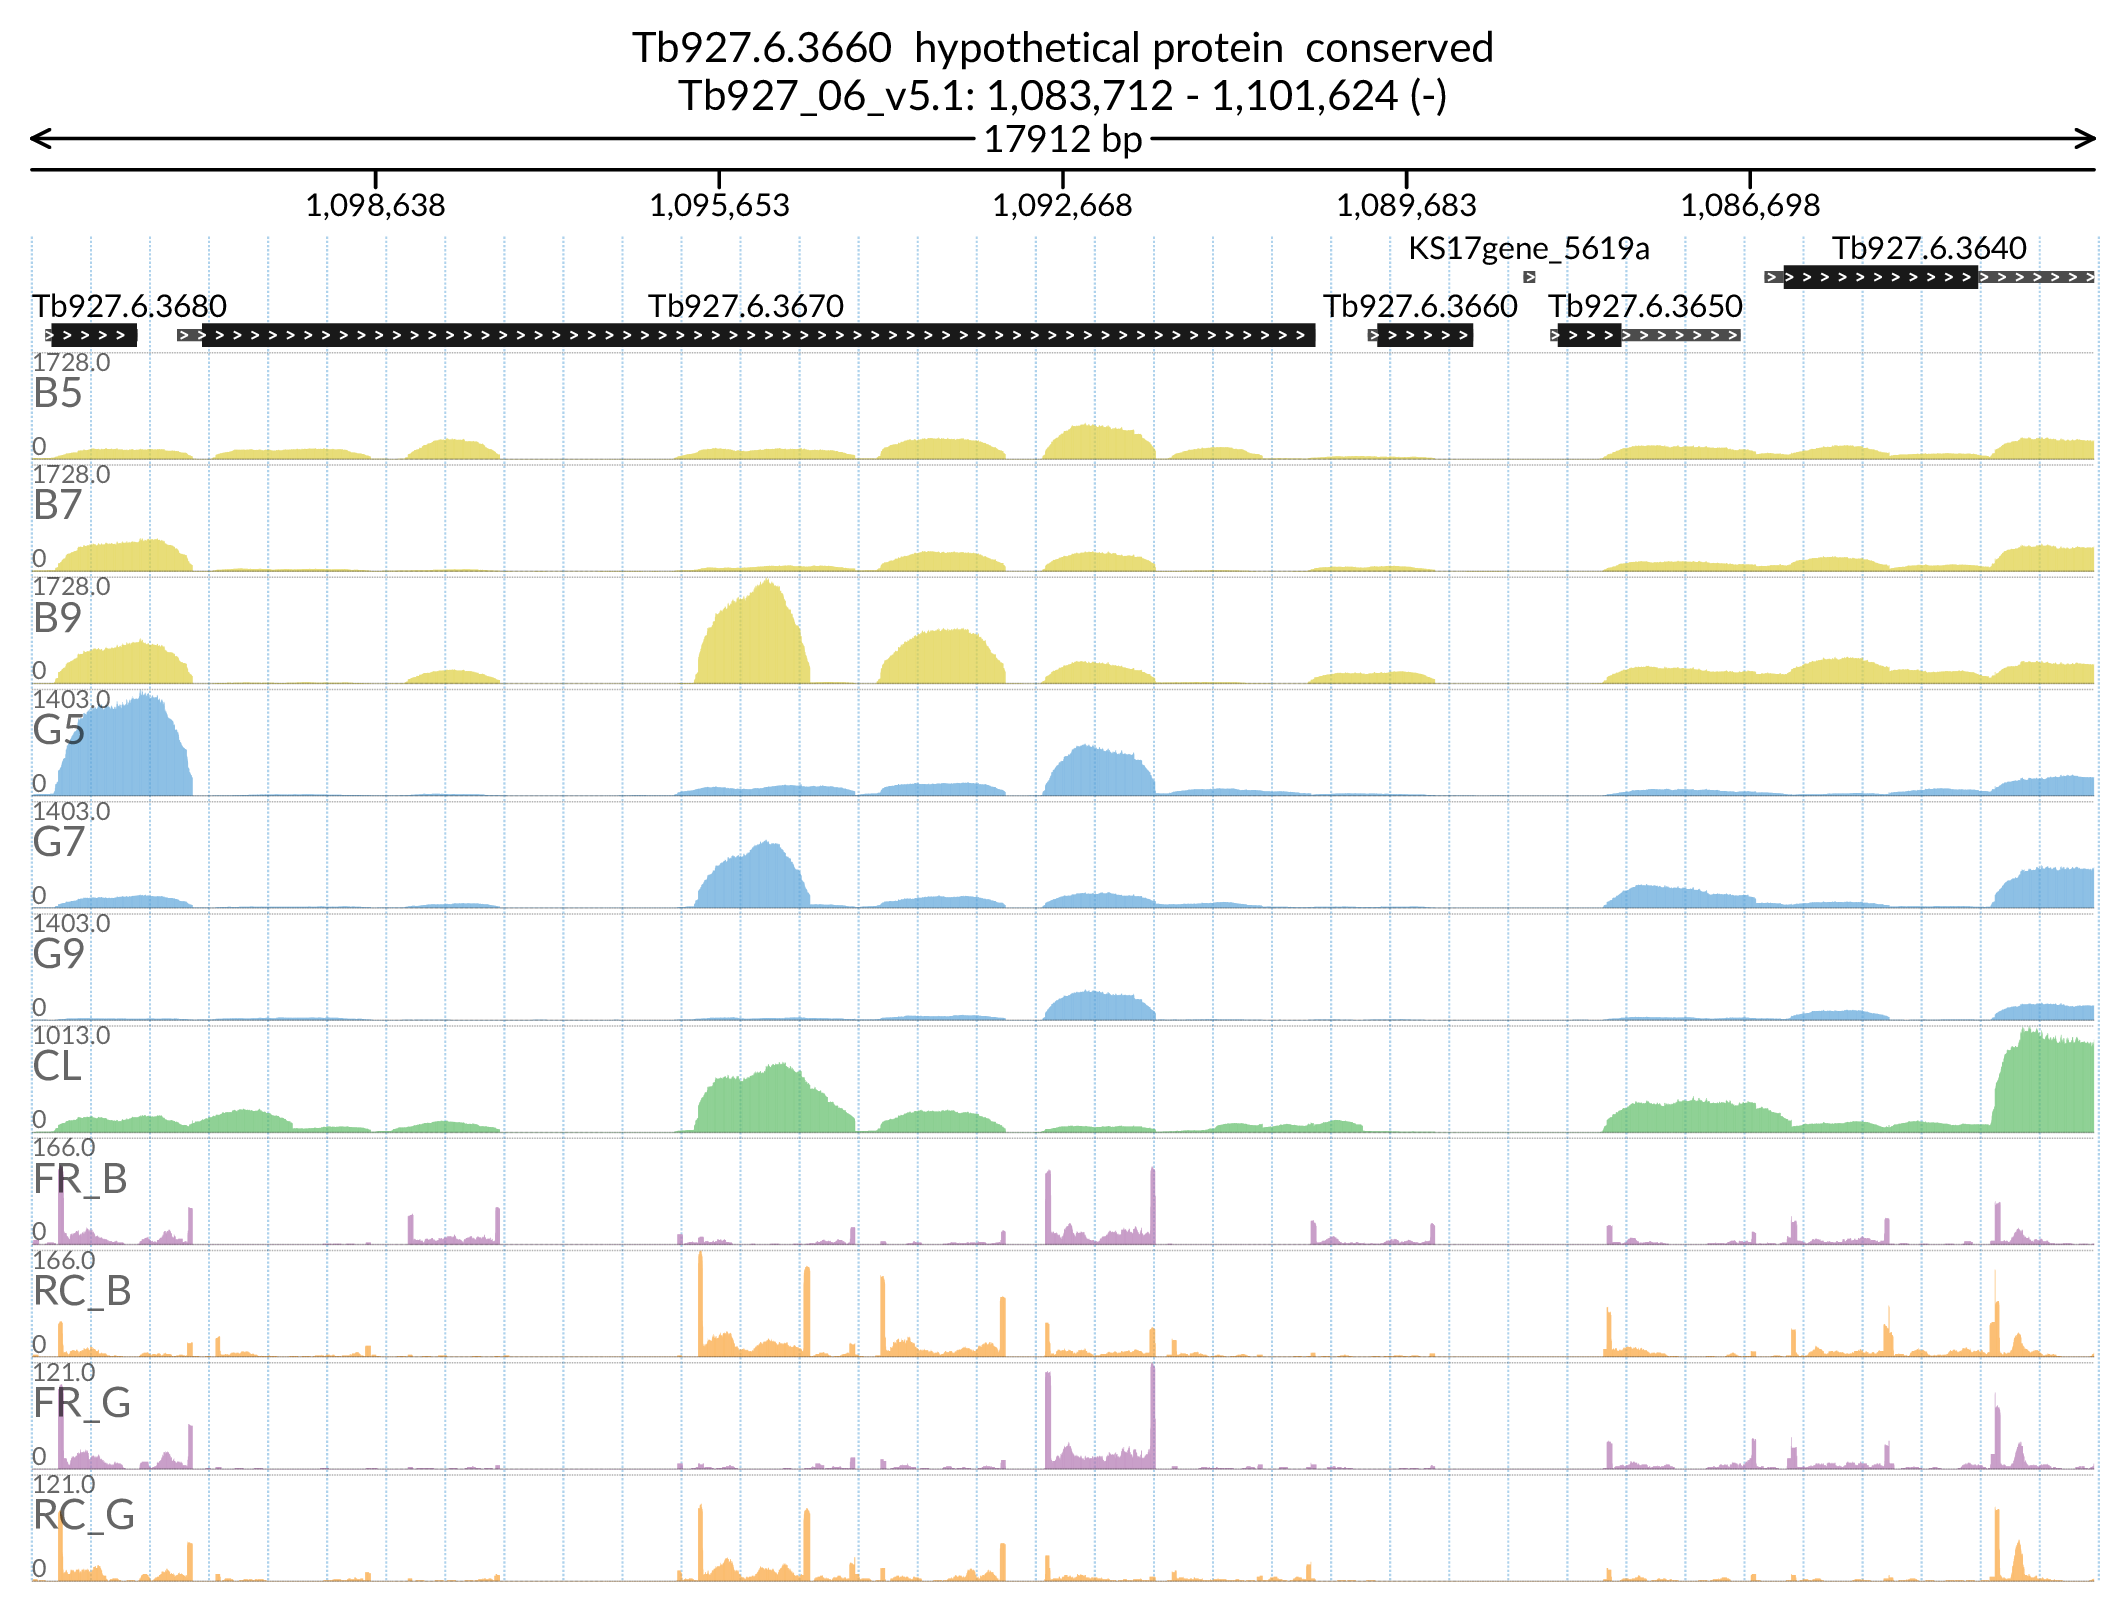 Tb927.6.3660 hypothetical protein conserved
Tb927_06_v5.1: 1,083,712 - 1,101,624 (-)
17912 bp
1,098,638 1,095,653 1,092,668 1,089,683 1,086,698
KS17gene_5619a Tb927.6.3640
Tb927.6.3680 Tb927.6.3670 Tb927.6.3660 Tb927.6.3650
1728.0
B5
0
1728.0
B7
0
1728.0
B9
0
1403.0
G5
0
1403.0
G7
0
1403.0
G9
0
1013.0
CL
0
166.0
FR_B
0
166.0
RC_B
0
121.0
FR_G
0
121.0
RC_G
0